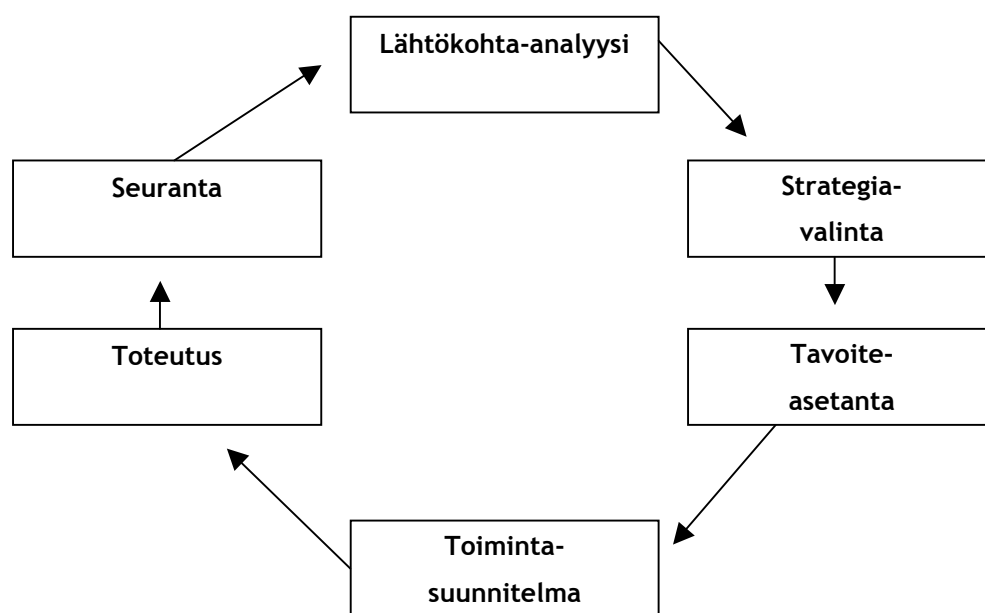 Lähtökohta-analyysi
Strategia-
valinta
Tavoite-
asetanta
Toiminta-
suunnitelma
Toteutus
Seuranta